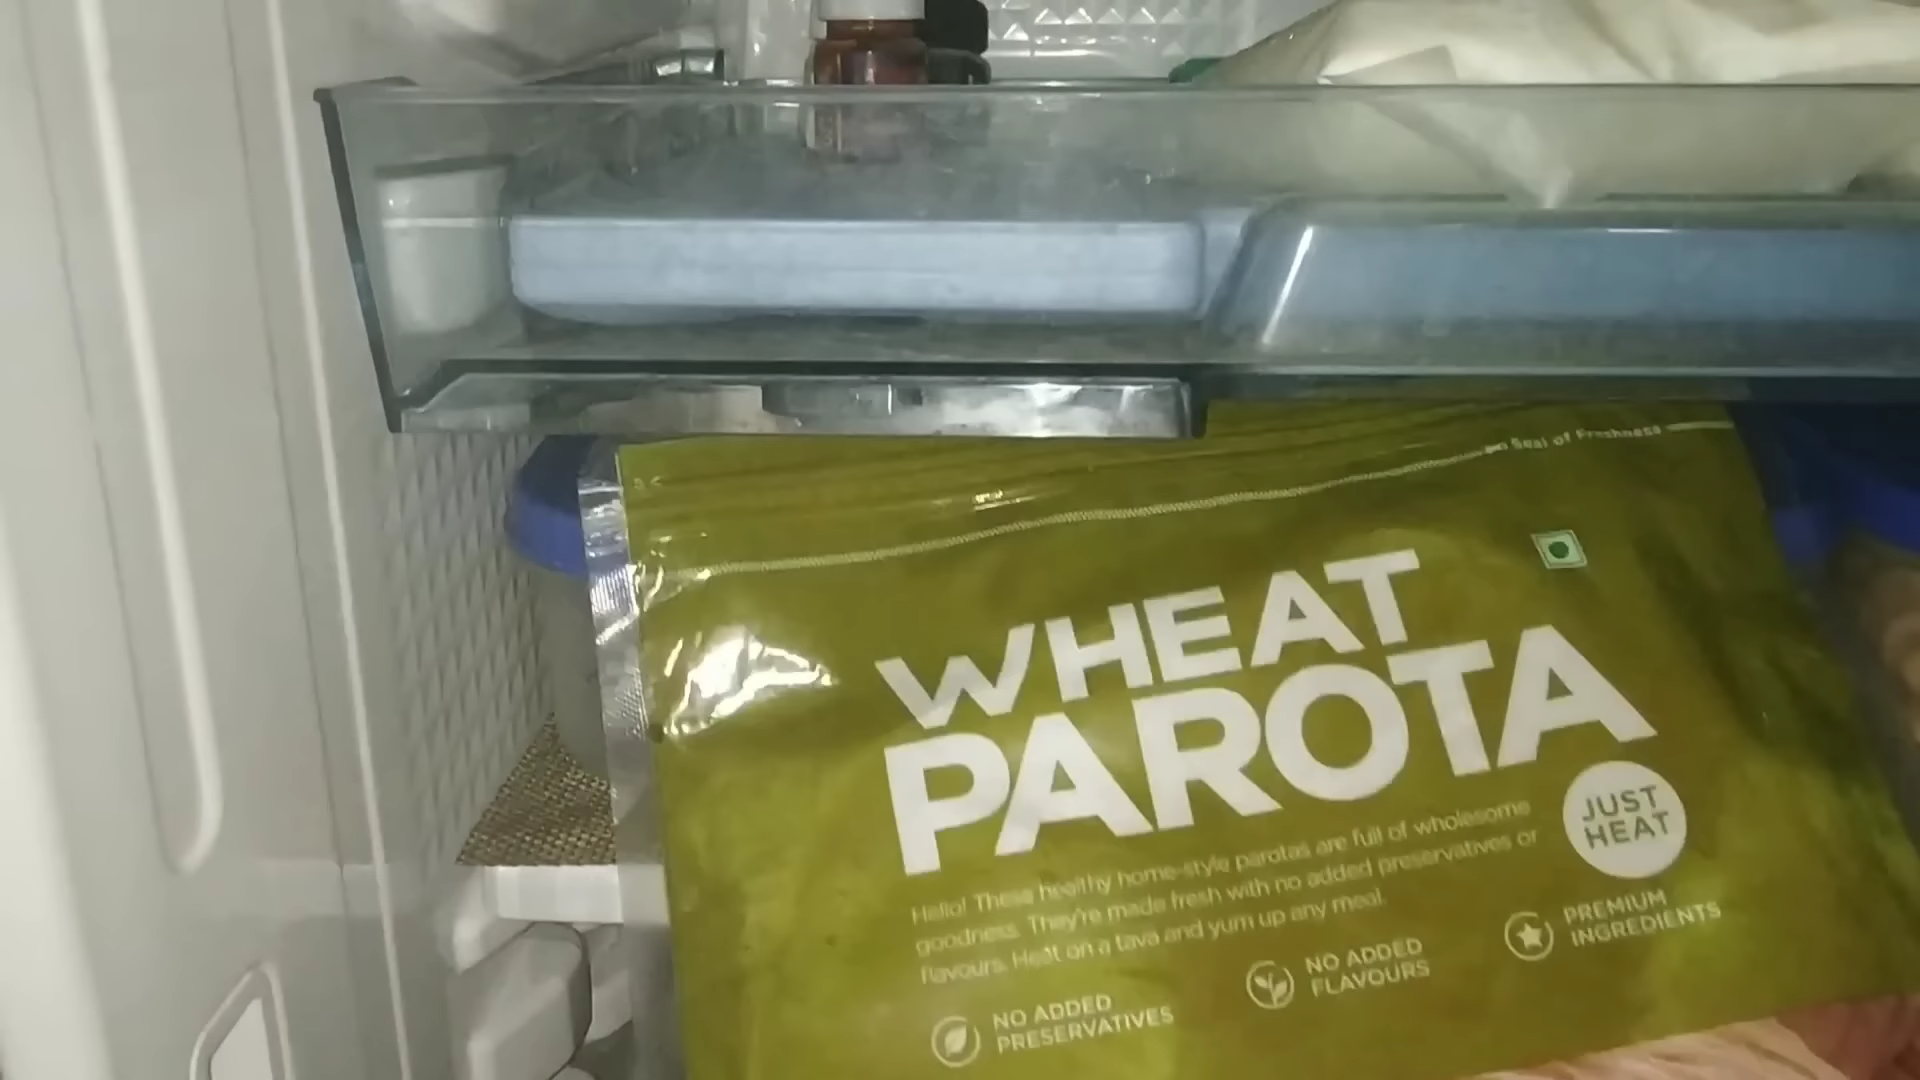 Seal of Freshness
WHEAT
PAROTA
JUST
HEAT
Hello! These healthy home-style parotas are full of wholesome
goodness. They're made fresh with no added preservatives or
flavours. Heat on a tava and yum up any meal.
NO ADDED
PRESERVATIVES
NO ADDED
FLAVOURS
PREMIUM
INGREDIENTS